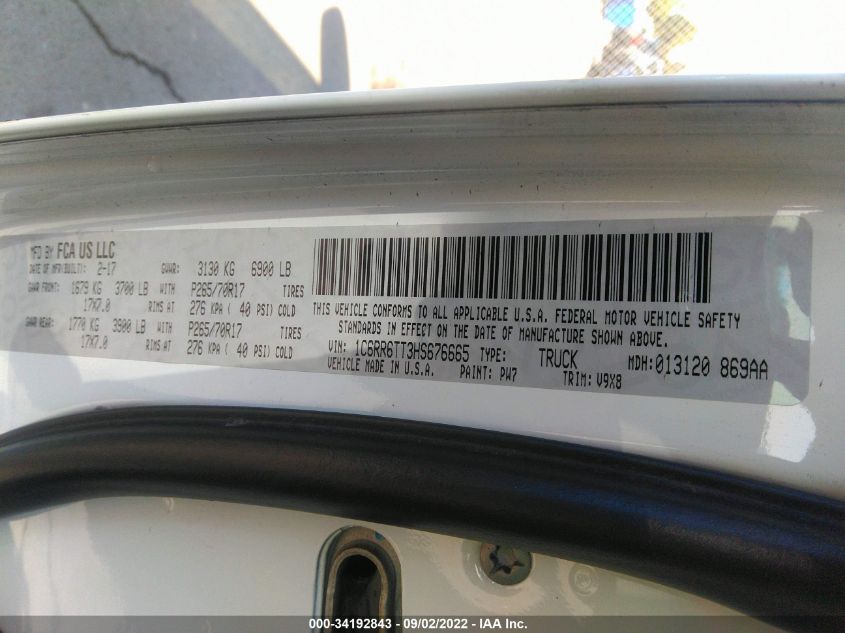 MFD BY FCA US LLC
DATE OF MFR(BUILT): 2-17 GVWR: 3130 KG 6900 LB
GAWR FRONT: 1679 KG 3700 LB WITH P265/70R17 TIRES
17X7.0 RIMS AT 276 KPA ( 40 PSI) COLD
GAWR REAR: 1770 KG 3900 LB WITH P265/70R17 TIRES
17X7.0 RIMS AT 276 KPA ( 40 PSI) COLD
THIS VEHICLE CONFORMS TO ALL APPLICABLE U.S.A. FEDERAL MOTOR VEHICLE SAFETY
STANDARDS IN EFFECT ON THE DATE OF MANUFACTURE SHOWN ABOVE.
VIN: 1C6RR6TT3HS676665 TYPE: TRUCK MDH: 013120 869AA
VEHICLE MADE IN U.S.A. PAINT: PW7 TRIM: V9X8
000-34192843 - 09/02/2022 - IAA Inc.